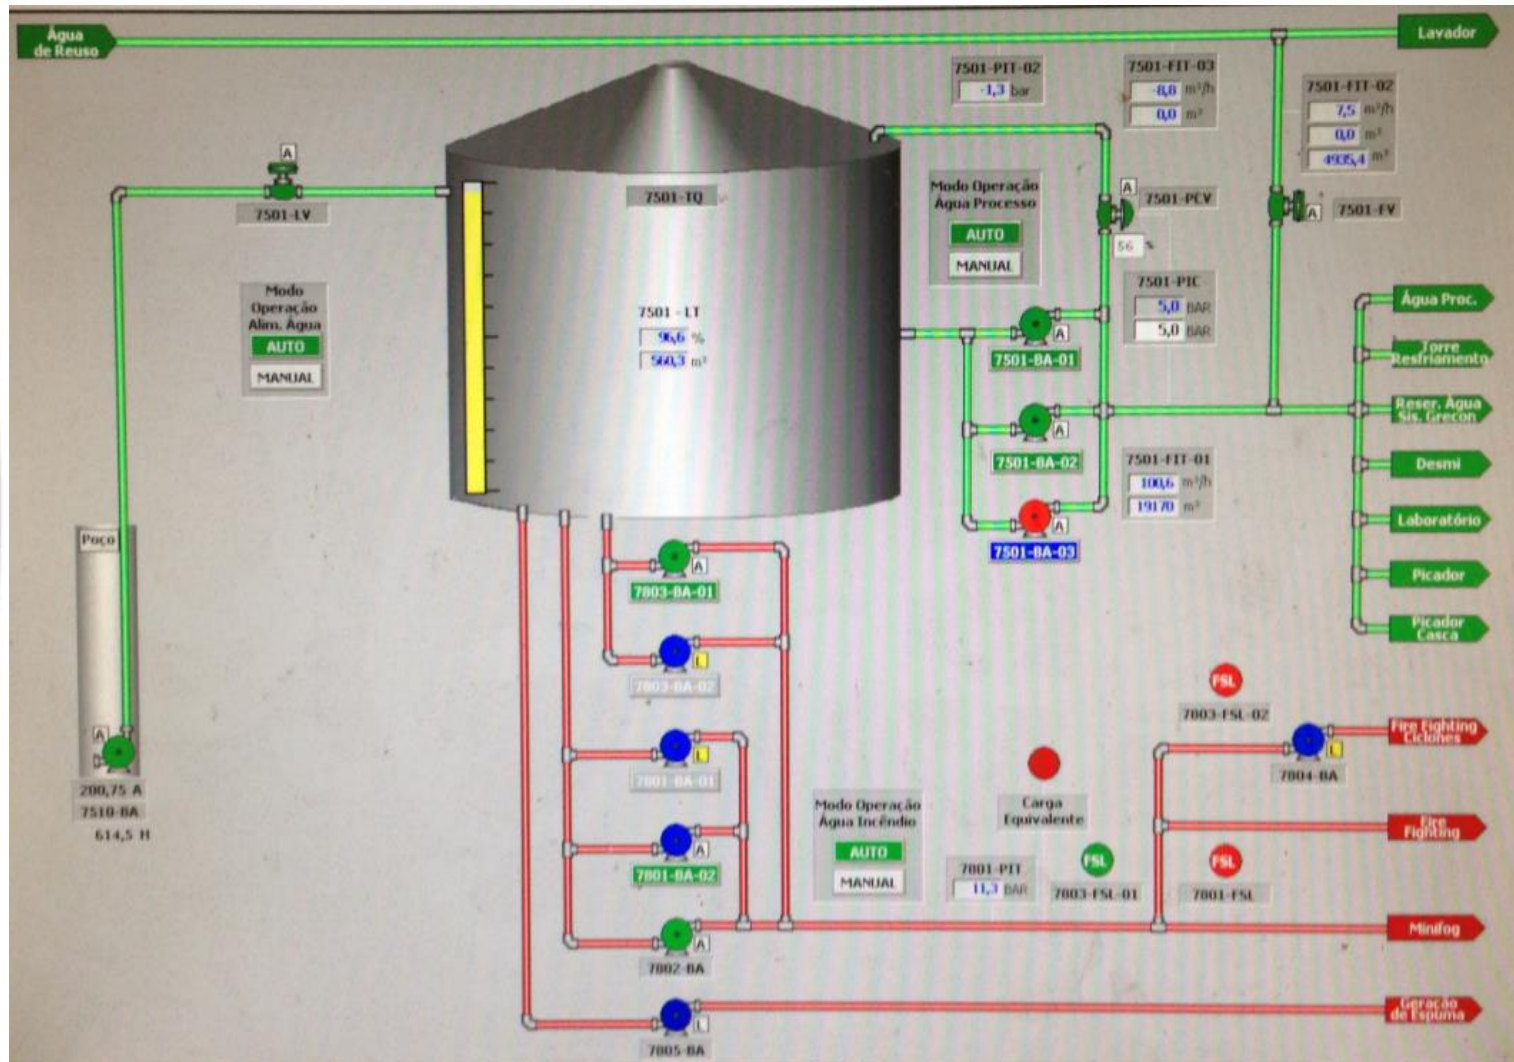 Água
de Reuso
Lavador
7501-PIT-02
-1,3 bar
7501-FIT-03
-8,8 m³/h
0,0 m³
7501-FIT-02
7,5 m³/h
0,0 m³
4935,4 m³
A
7501-LV
7501-TQ
Modo Operação
Água Processo
AUTO
MANUAL
A
7501-PCV
56 %
A
7501-FV
Modo
Operação
Alim. Água
AUTO
MANUAL
7501 - LT
96,6 %
560,3 m³
7501-PIC
5,0 BAR
5,0 BAR
A
7501-BA-01
A
7501-BA-02
A
7501-BA-03
7501-FIT-01
100,6 m³/h
19170 m³
Água Proc.
Torre
Resfriamento
Reser. Água
Sis. Grecon
Desmi
Laboratório
Picador
Picador
Casca
Poço
A
200,75 A
7510-BA
614,5 H
A
7803-BA-01
L
7803-BA-02
L
7801-BA-01
A
7801-BA-02
A
7802-BA
L
7805-BA
Modo Operação
Água Incêndio
AUTO
MANUAL
Carga
Equivalente
7801-PIT
11,3 BAR
FSL
7803-FSL-01
FSL
7803-FSL-02
FSL
7801-FSL
L
7804-BA
Fire Fighting
Ciclones
Fire
Fighting
Minifog
Geração
de Espuma